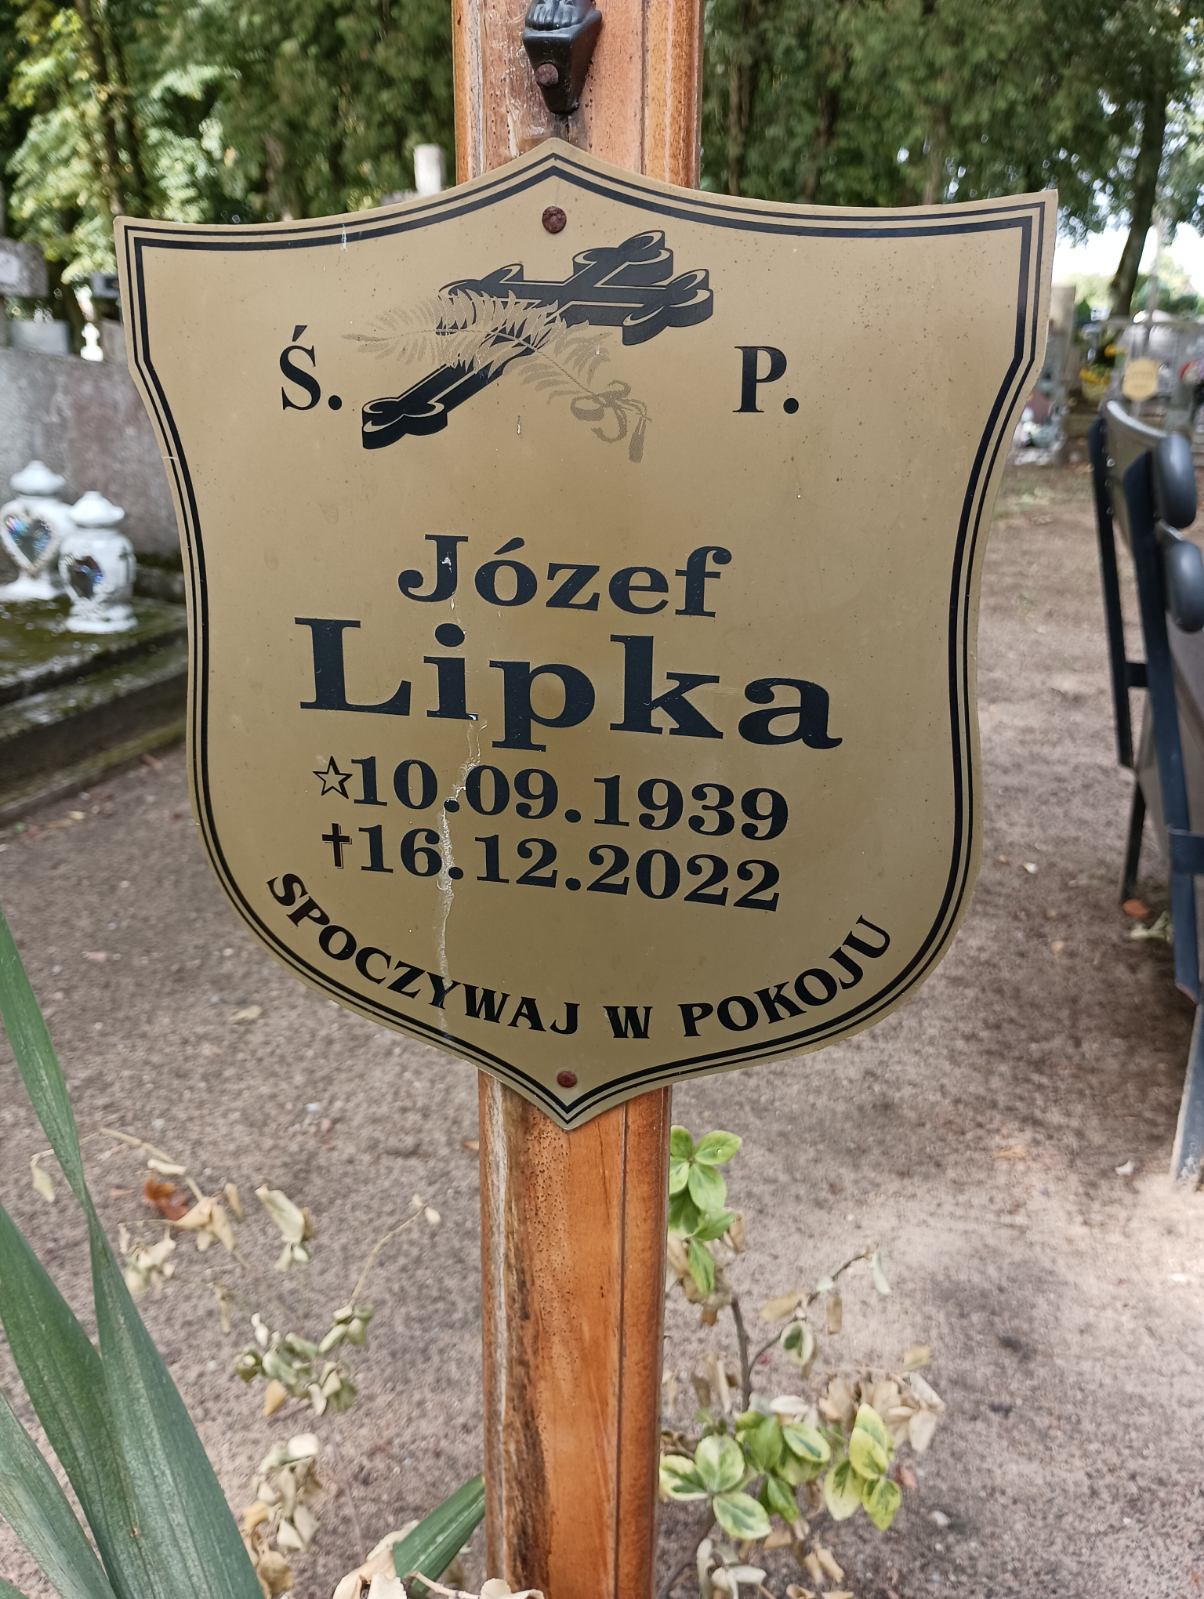 Ś. P.
Józef
Lipka
☆10.09.1939
✝16.12.2022
SPOCZYWAJ W POKOJU